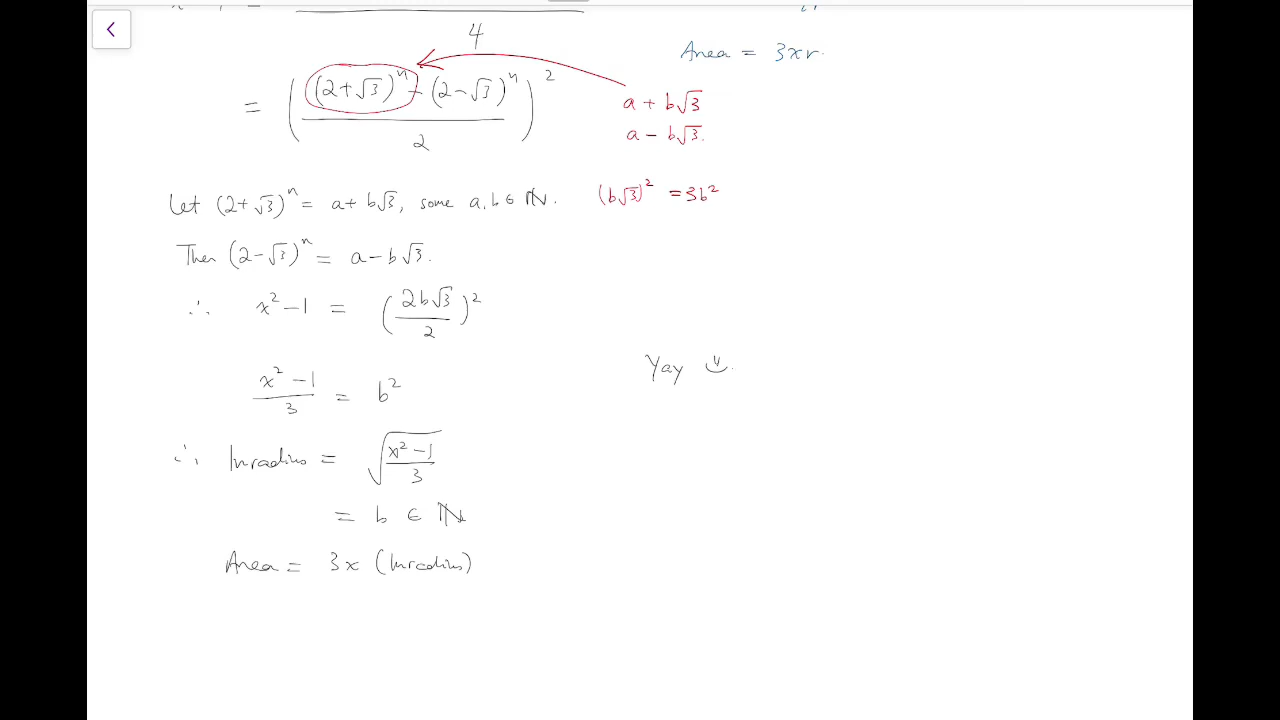 4
Area = 3xr.
= ( ((2+√3)^n - (2-√3)^n) / 2 )^2
a + b√3
a - b√3.
Let (2+√3)^n = a + b√3, some a, b ∈ ℕ.
(b√3)^2 = 3b^2
Then (2-√3)^n = a - b√3.
∴ x^2 - 1 = ( 2b√3 / 2 )^2
(x^2 - 1) / 3 = b^2
Yay
∴ Inradius = √((x^2 - 1) / 3)
= b ∈ ℕ
Area = 3x (Inradius)